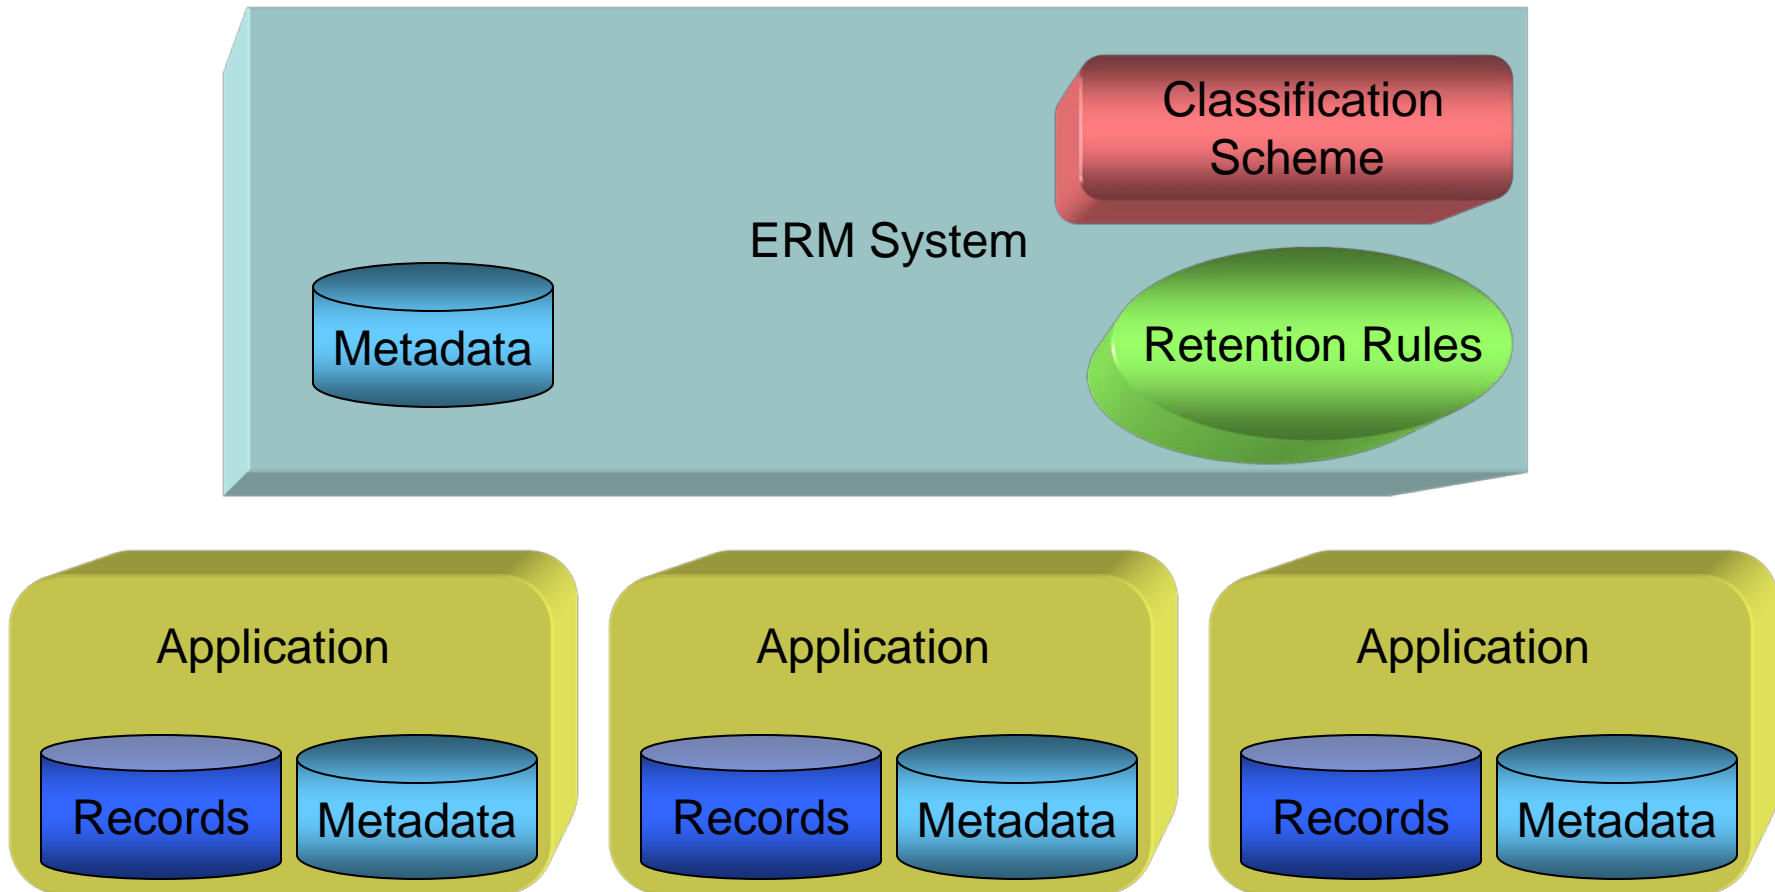 Classification
Scheme
ERM System
Metadata
Retention Rules
Application
Application
Application
Records
Metadata
Records
Metadata
Records
Metadata